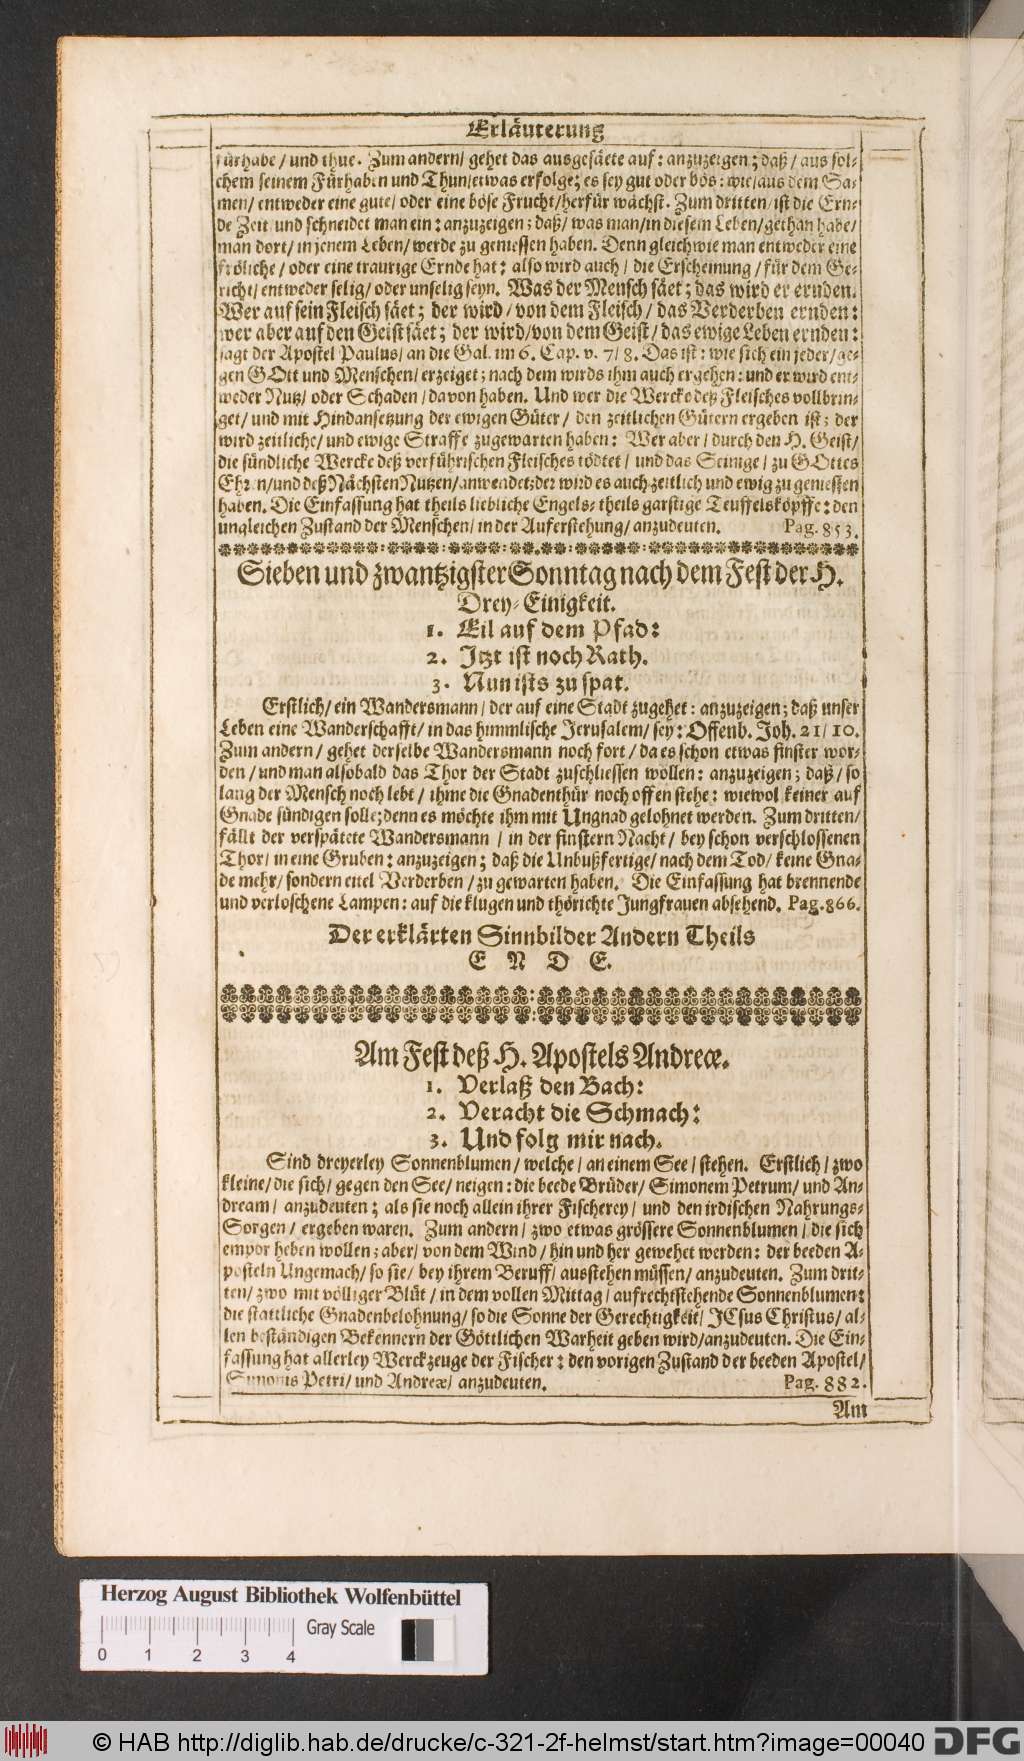 Erläuterung
fürhabe / und thue. Zum andern / gehet das ausgesäete auf: anzuzeigen; daß / aus sol-
chem seinem Fürhaben und Thun / etwas erfolge; es sey gut oder bös: wie / aus dem Sa-
men / entweder eine gute / oder eine böse Frucht / herfür wächst. Zum dritten / ist die Ern-
de Zeit und schneidet man ein: anzuzeigen; daß / was man / in diesem Leben / gethan habe /
man dort / in jenem Leben / werde zu geniessen haben. Denn gleichwie man entweder eine
fröliche / oder eine traurige Ernde hat: also wird auch / die Erscheinung / für dem Ge-
richt / entweder selig / oder unselig seyn. Was der Mensch säet; das wird er ernden.
Wer auf sein Fleisch säet; der wird / von dem Fleisch / das Verderben ernden:
wer aber auf den Geist säet; der wird / von dem Geist / das ewige Leben ernden:
sagt der Apostel Paulus / an die Gal. im 6. Cap. v. 7 / 8. Das ist: wie sich ein jeder / ge-
gen GOtt und Menschen / erzeiget; nach dem wirds ihm auch ergehen: und er wird ent-
weder Nutz / oder Schaden / davon haben. Und wer die Wercke deß Fleisches vollbrin-
get / und mit Hindansetzung der ewigen Güter / den zeitlichen Gütern ergeben ist; der
wird zeitliche / und ewige Straffe zugewarten haben: Wer aber / durch den H. Geist /
die sündliche Wercke deß verführischen Fleisches tödtet / und das Seinige / zu GOttes
Ehren / und deß Nächsten Nutzen / anwendet; der wird es auch zeitlich und ewig zu geniessen
haben. Die Einfassung hat theils liebliche Engels- theils garstige Teuffelsköpffe: den
ungleichen Zustand der Menschen / in der Auferstehung / anzudeuten. Pag. 853.
Sieben und zwantzigster Sonntag nach dem Fest der H.
Drey-Einigkeit.
1. Eil auf dem Pfad:
2. Jtzt ist noch Rath.
3. Nun ists zu spat.
Erstlich / ein Wandersmann / der auf eine Stadt zugehet: anzuzeigen; daß unser
Leben eine Wanderschafft / in das himmlische Jerusalem / sey: Offenb. Joh. 21 / 10.
Zum andern / gehet derselbe Wandersmann noch fort / da es schon etwas finster wor-
den / und man alsobald das Thor der Stadt zuschliessen wollen: anzuzeigen; daß / so
lang der Mensch noch lebt / ihme die Gnadenthür noch offen stehe: wiewol keiner auf
Gnade sündigen solle; denn es möchte ihm mit Ungnad gelohnet werden. Zum dritten /
fällt der verspätete Wandersmann / in der finstern Nacht / bey schon verschlossenen
Thor / in eine Gruben: anzuzeigen; daß die Unbußfertige / nach dem Tod / keine Gna-
de mehr / sondern eitel Verderben / zu gewarten haben. Die Einfassung hat brennende
und verloschene Lampen: auf die klugen und thörichte Jungfrauen absehend. Pag. 866.
Der erklärten Sinnbilder Andern Theils
E N D E.
Am Fest deß H. Apostels Andreæ.
1. Verlaß den Bach:
2. Veracht die Schmach:
3. Und folg mir nach.
Sind dreyerley Sonnenblumen / welche / an einem See / stehen. Erstlich / zwo
kleine / die sich / gegen den See / neigen: die beede Brüder / Simonem Petrum / und An-
dream / anzudeuten; als sie noch allein ihrer Fischerey / und den irdischen Nahrungs-
Sorgen / ergeben waren. Zum andern / zwo etwas grössere Sonnenblumen / die sich
empor heben wollen; aber / von dem Wind / hin und her gewehet werden: der beeden A-
posteln Ungemach / so sie / bey ihrem Beruff / ausstehen müssen / anzudeuten. Zum drit-
ten / zwo mit völliger Blüt / in dem vollen Mittag / aufrechtstehende Sonnenblumen:
die stattliche Gnadenbelohnung / so die Sonne der Gerechtigkeit / JEsus Christus / al-
len beständigen Bekennern der Göttlichen Warheit geben wird / anzudeuten. Die Ein-
fassung hat allerley Werckzeuge der Fischer: den vorigen Zustand der beeden Apostel /
Simonis Petri / und Andreæ / anzudeuten. Pag. 882.
Am
Herzog August Bibliothek Wolfenbüttel
Gray Scale
0 1 2 3 4
© HAB http://diglib.hab.de/drucke/c-321-2f-helmst/start.htm?image=00040 DFG